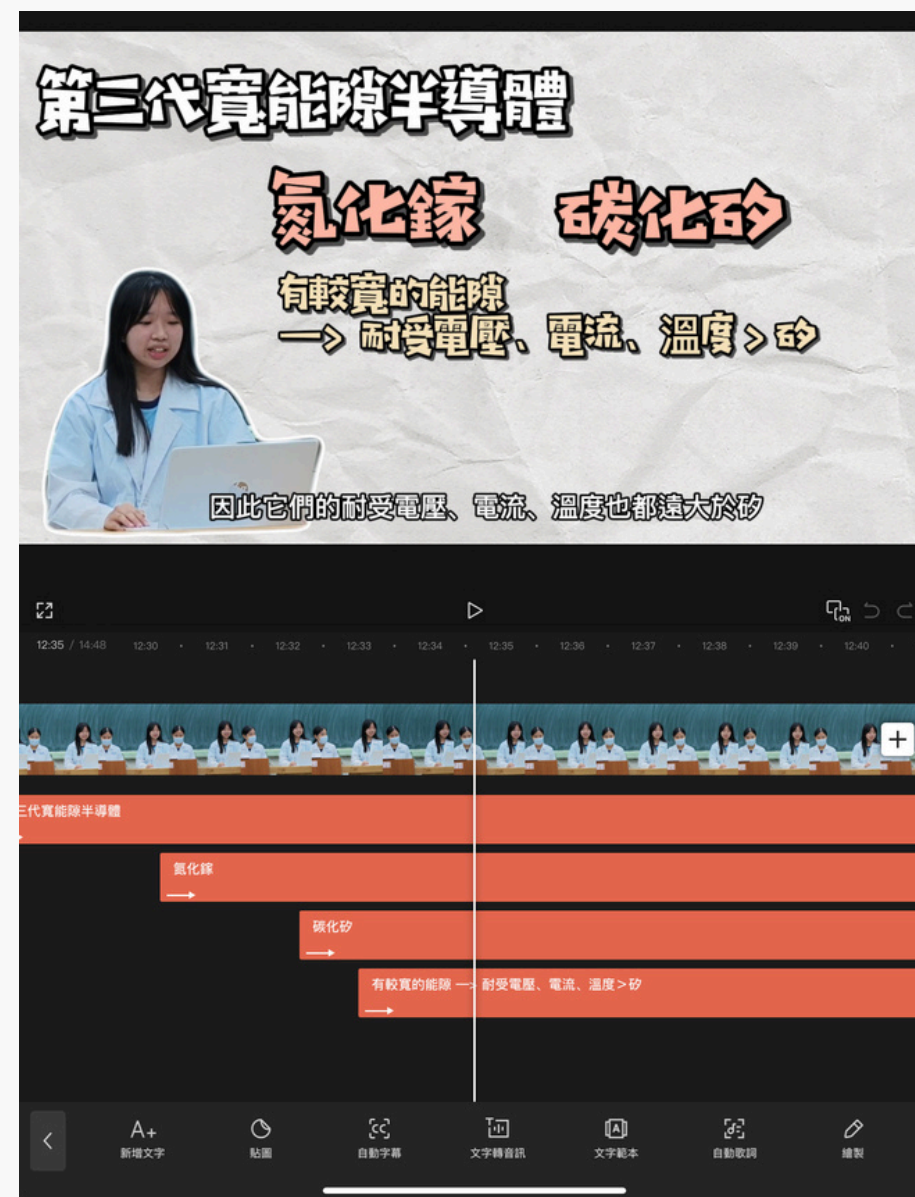 第三代寬能隙半導體
氮化鎵 碳化矽
有較寬的能隙
—> 耐受電壓、電流、溫度 > 矽
因此它們的耐受電壓、電流、溫度也都遠大於矽
ON
12:35 / 14:48 12:30 12:31 12:32 12:33 12:34 12:35 12:36 12:37 12:38 12:39 12:40
三代寬能隙半導體
氮化鎵
碳化矽
有較寬的能隙 —> 耐受電壓、電流、溫度>矽
A+ CC T A
新增文字 貼圖 自動字幕 文字轉音訊 文字範本 自動歌詞 繪製